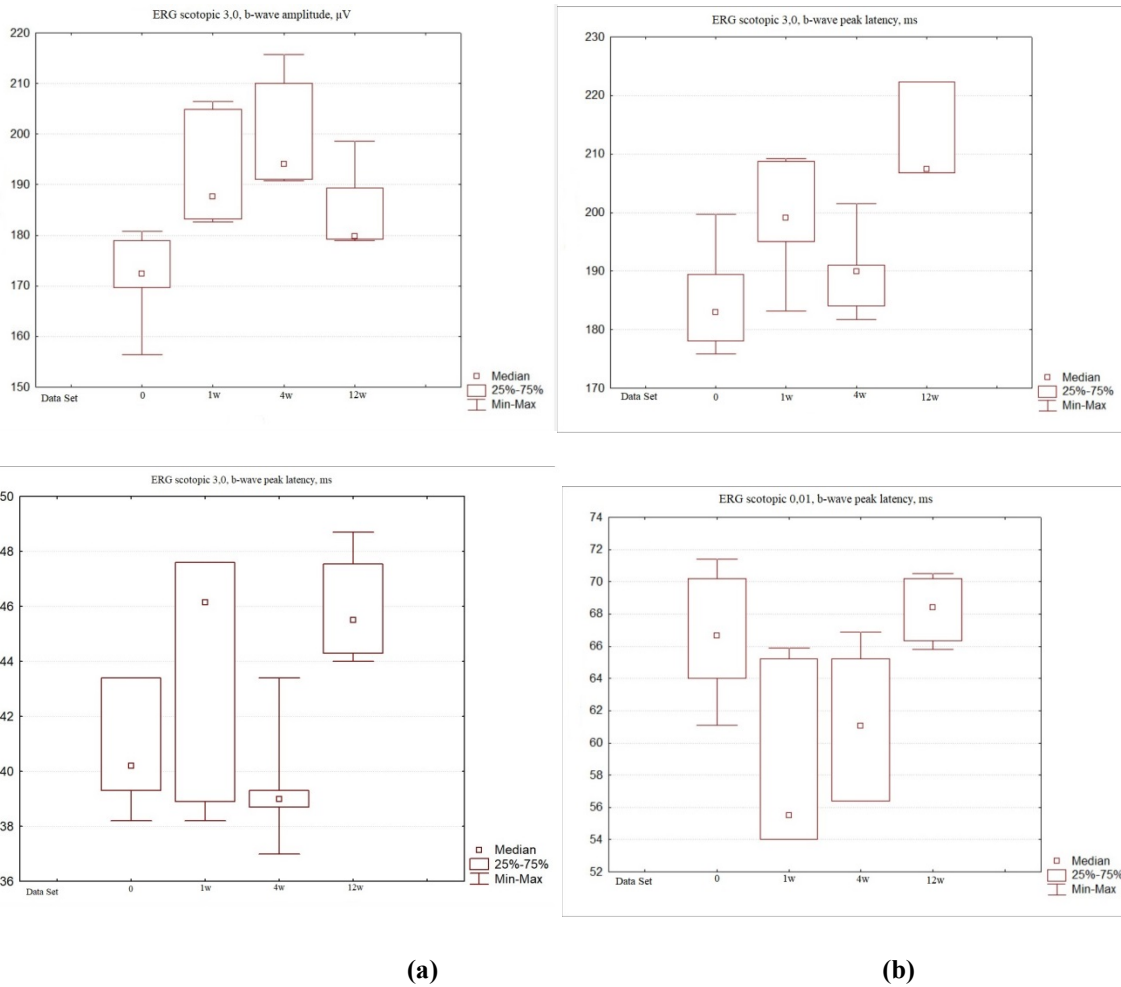 ERG scotopic 3,0, b-wave amplitude, µV
220
210
200
190
180
170
160
150
Data Set
0
1w
4w
12w
Median
25%-75%
Min-Max
ERG scotopic 3,0, b-wave peak latency, ms
230
220
210
200
190
180
170
Data Set
0
1w
4w
12w
Median
25%-75%
Min-Max
ERG scotopic 3,0, b-wave peak latency, ms
50
48
46
44
42
40
38
36
Data Set
0
1w
4w
12w
Median
25%-75%
Min-Max
ERG scotopic 0,01, b-wave peak latency, ms
74
72
70
68
66
64
62
60
58
56
54
52
Data Set
0
1w
4w
12w
Median
25%-75%
Min-Max
(a)
(b)